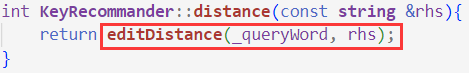 int KeyRecommander::distance(const string &rhs){
return editDistance(_queryWord, rhs);
}